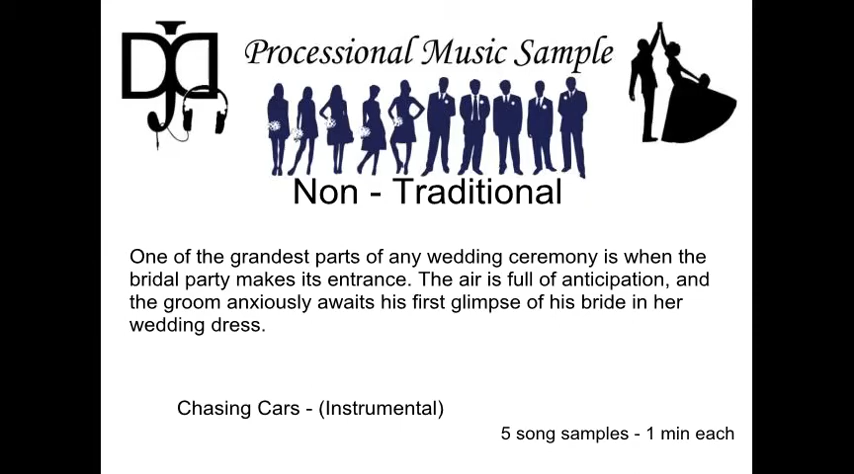 DJD
Processional Music Sample
Non - Traditional
One of the grandest parts of any wedding ceremony is when the
bridal party makes its entrance. The air is full of anticipation, and
the groom anxiously awaits his first glimpse of his bride in her
wedding dress.
Chasing Cars - (Instrumental)
5 song samples - 1 min each